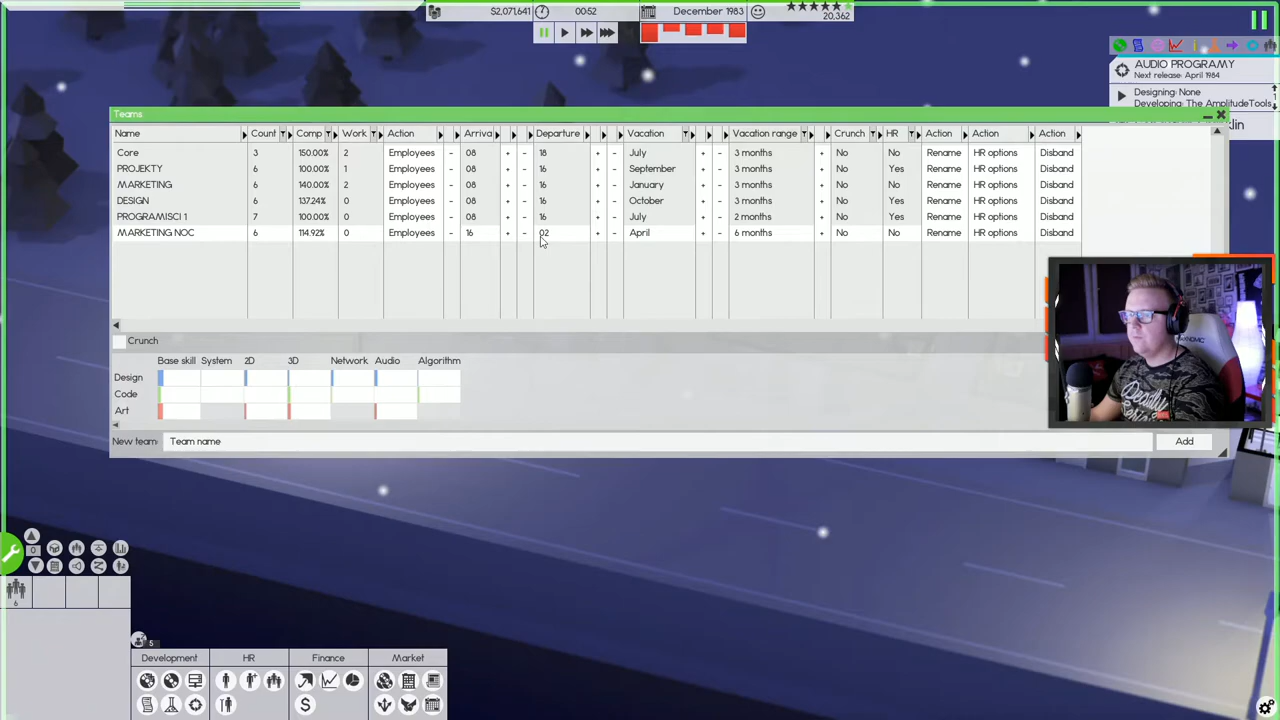 $2,071,641 00:52 December 1983 20,362
AUDIO PROGRAMY
Next release: April 1984
Designing: None
Developing: The AmplitudeTools
1
Teams
Name Count Comp Work Action Arriva Departure Vacation Vacation range Crunch HR Action Action Action
Core 3 150.00% 2 Employees - 08 + - 18 + - July + - 3 months + No No Rename HR options Disband
PROJEKTY 6 100.00% 1 Employees - 08 + - 16 + - September + - 3 months + No Yes Rename HR options Disband
MARKETING 6 140.00% 2 Employees - 08 + - 16 + - January + - 3 months + No No Rename HR options Disband
DESIGN 6 137.24% 0 Employees - 08 + - 16 + - October + - 3 months + No Yes Rename HR options Disband
PROGRAMISCI 1 7 100.00% 0 Employees - 08 + - 16 + - July + - 2 months + No Yes Rename HR options Disband
MARKETING NOC 6 114.92% 0 Employees - 16 + - 02 + - April + - 6 months + No No Rename HR options Disband
Crunch
Base skill System 2D 3D Network Audio Algorithm
Design
Code
Art
New team: Team name Add
0
6
5
Development HR Finance Market
$